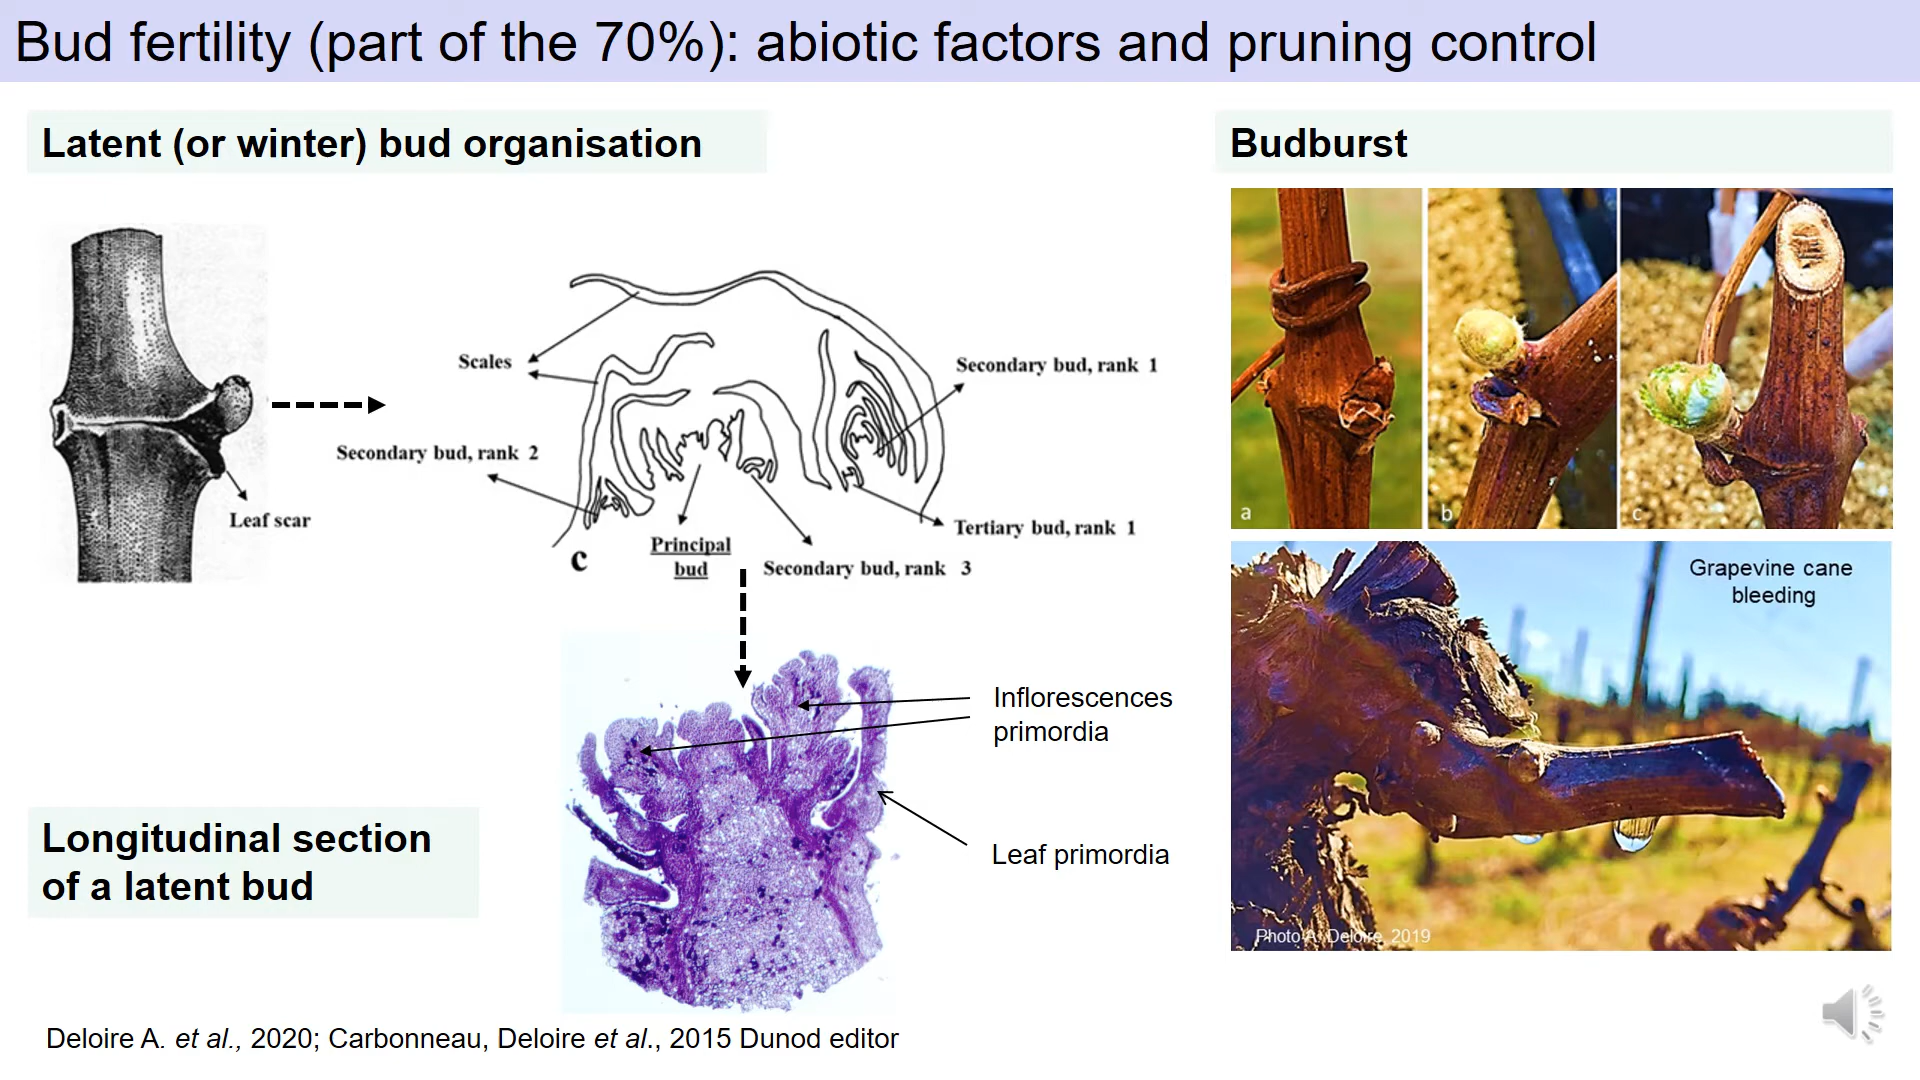 Bud fertility (part of the 70%): abiotic factors and pruning control
Latent (or winter) bud organisation
Scales
Secondary bud, rank 1
Secondary bud, rank 2
Leaf scar
Tertiary bud, rank 1
c
Principal
bud
Secondary bud, rank 3
Inflorescences
primordia
Leaf primordia
Longitudinal section
of a latent bud
Deloire A. et al., 2020; Carbonneau, Deloire et al., 2015 Dunod editor
Budburst
a
b
c
Grapevine cane
bleeding
Photo A. Deloire, 2019